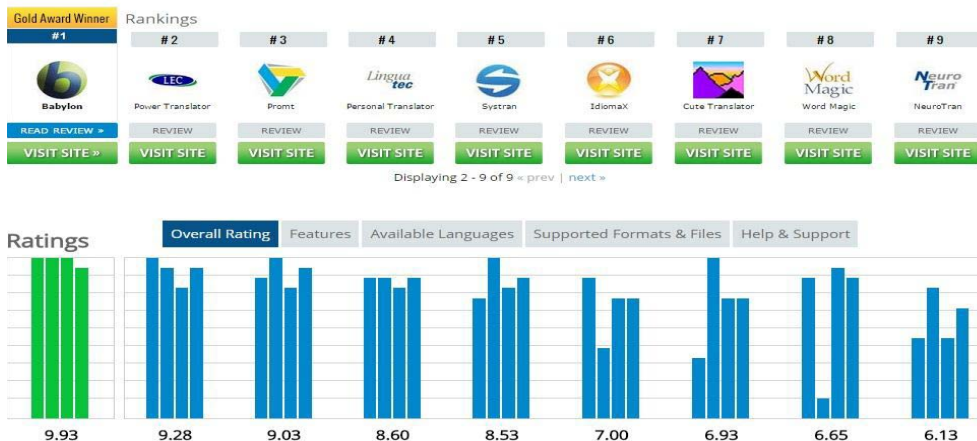 Gold Award Winner Rankings
#1 #2 #3 #4 #5 #6 #7 #8 #9
b LEC Lingua tec Word Magic Neuro Tran
Babylon Power Translator Promt Personal Translator Systran IdiomaX Cute Translator Word Magic NeuroTran
READ REVIEW » REVIEW REVIEW REVIEW REVIEW REVIEW REVIEW REVIEW REVIEW
VISIT SITE » VISIT SITE VISIT SITE VISIT SITE VISIT SITE VISIT SITE VISIT SITE VISIT SITE VISIT SITE
Displaying 2 - 9 of 9 « prev | next »
Ratings Overall Rating Features Available Languages Supported Formats & Files Help & Support
9.93 9.28 9.03 8.60 8.53 7.00 6.93 6.65 6.13